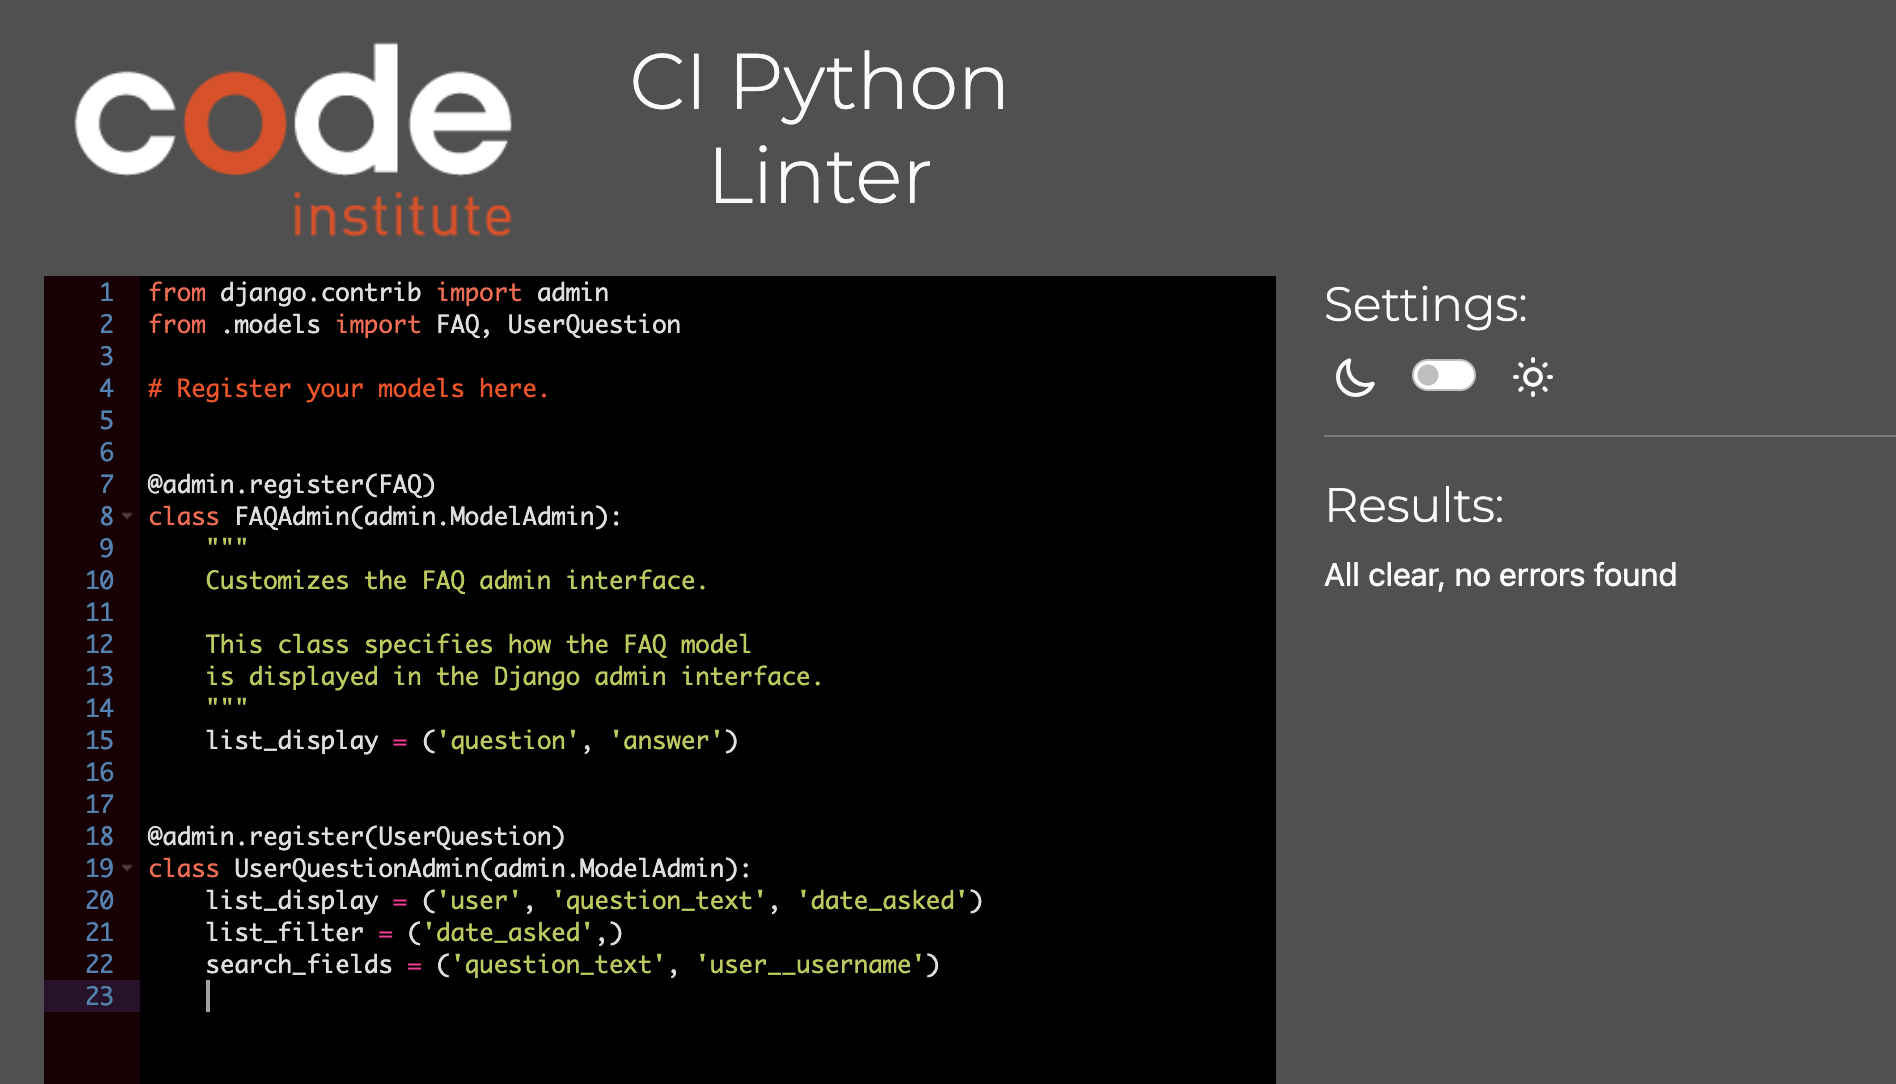 code
institute
CI Python
Linter
1 from django.contrib import admin
2 from .models import FAQ, UserQuestion
3
4 # Register your models here.
5
6
7 @admin.register(FAQ)
8 class FAQAdmin(admin.ModelAdmin):
9     """
10     Customizes the FAQ admin interface.
11
12     This class specifies how the FAQ model
13     is displayed in the Django admin interface.
14     """
15     list_display = ('question', 'answer')
16
17
18 @admin.register(UserQuestion)
19 class UserQuestionAdmin(admin.ModelAdmin):
20     list_display = ('user', 'question_text', 'date_asked')
21     list_filter = ('date_asked',)
22     search_fields = ('question_text', 'user__username')
23
Settings:
Results:
All clear, no errors found